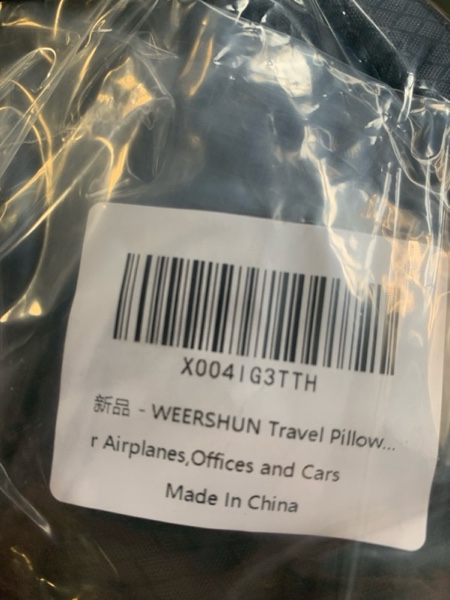 X004IG3TTH
新品 - WEERSHUN Travel Pillow...
r Airplanes,Offices and Cars
Made In China